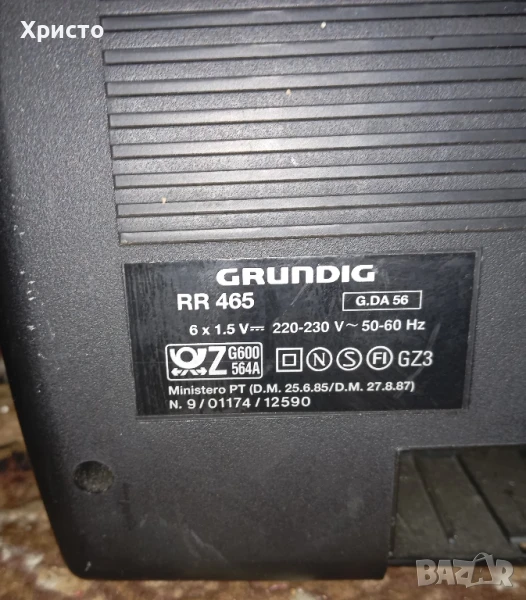 Христо
GRUNDIG
RR 465 G.DA 56
6 x 1.5 V⎓ 220-230 V~ 50-60 Hz
Z G600 564A N S FI GZ3
Ministero PT (D.M. 25.6.85/D.M. 27.8.87)
N. 9/01174/12590
BAZAR